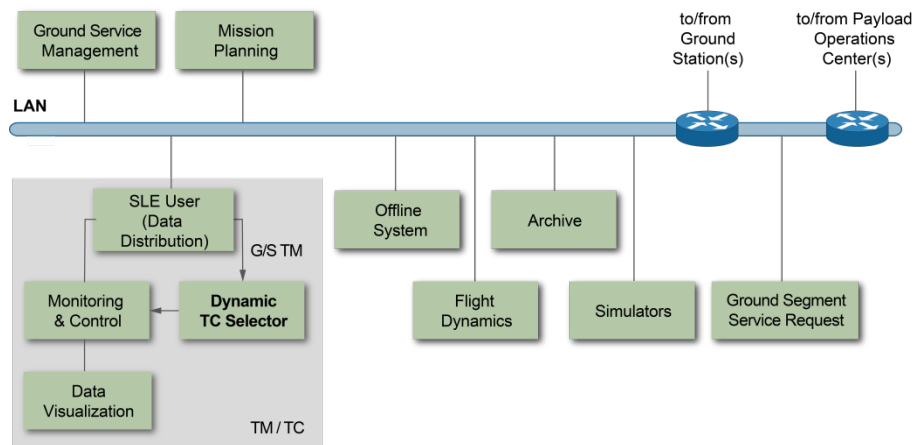 Ground Service
Management
Mission
Planning
to/from
Ground
Station(s)
to/from Payload
Operations
Center(s)
LAN
SLE User
(Data
Distribution)
G/S TM
Monitoring
& Control
Dynamic
TC Selector
Data
Visualization
TM / TC
Offline
System
Archive
Flight
Dynamics
Simulators
Ground Segment
Service Request